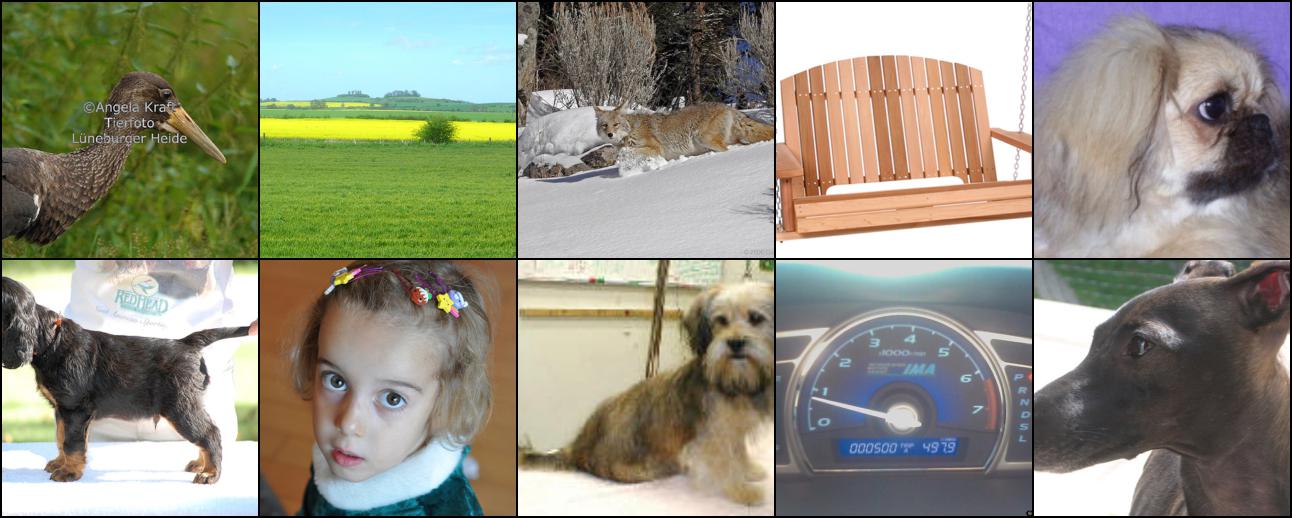 ©Angela Kraft
Tierfoto
Lüneburger Heide
REDHEAD
0
1
2
3
4
5
6
7
x1000r/min
IMA
000500 TRIP A 497.9
P
R
N
D
S
L